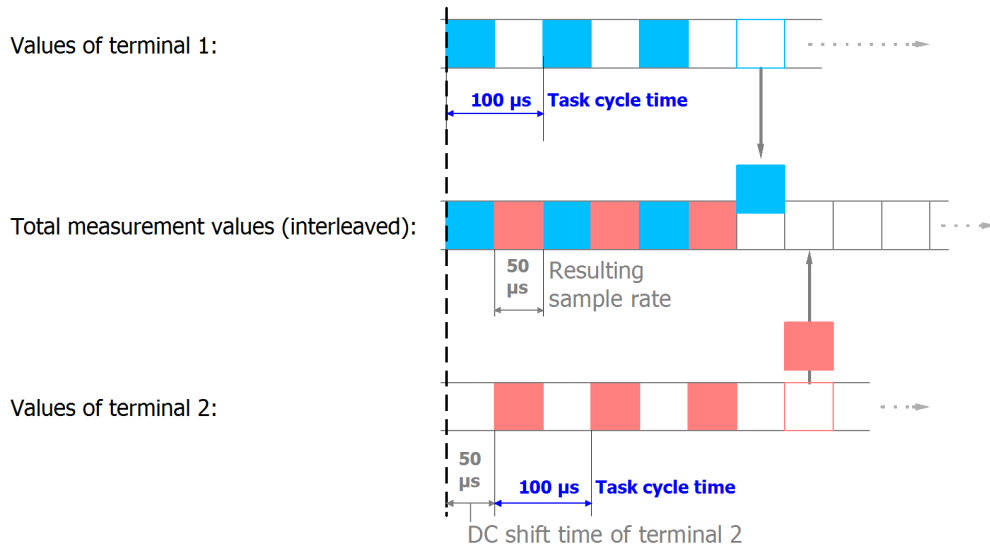 Values of terminal 1:
100 µs Task cycle time
Total measurement values (interleaved):
50
µs
Resulting
sample rate
Values of terminal 2:
50
µs
100 µs Task cycle time
DC shift time of terminal 2